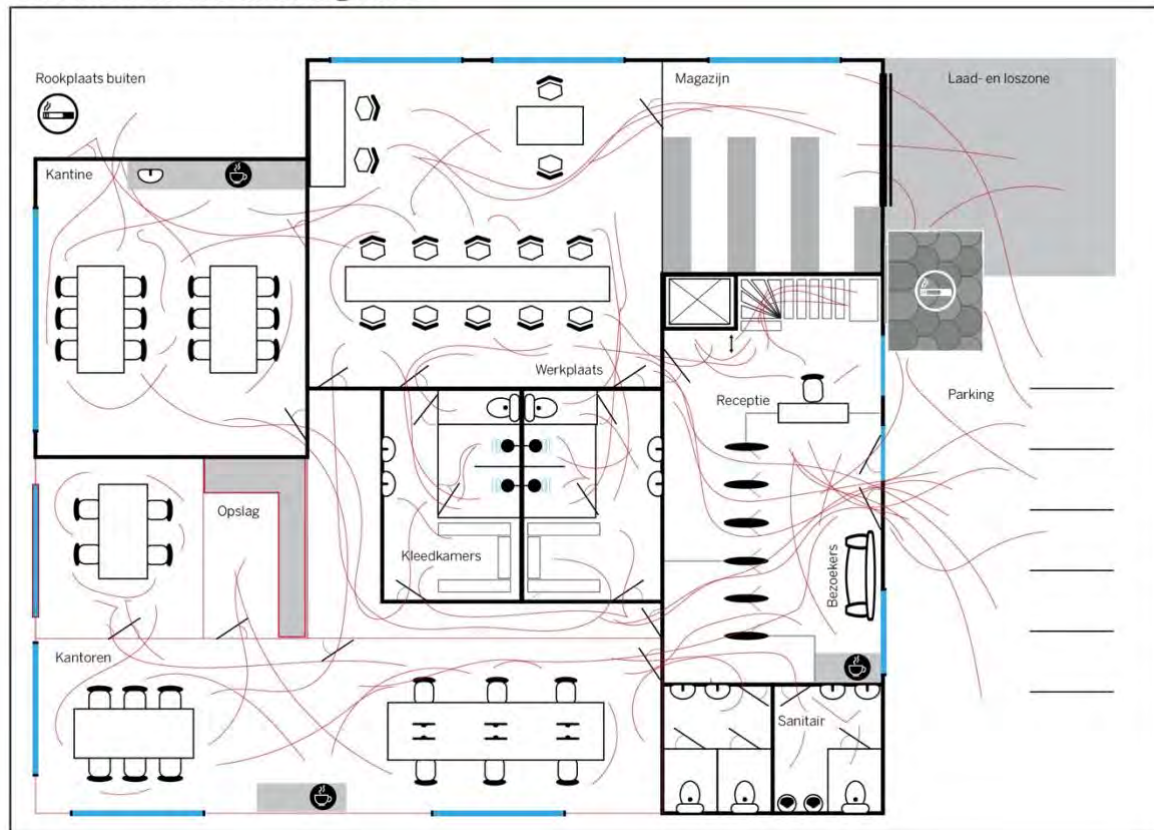 Rookplaats buiten
Magazijn
Laad- en loszone
Kantine
Werkplaats
Receptie
Parking
Opslag
Kleedkamers
Bezoekers
Kantoren
Sanitair